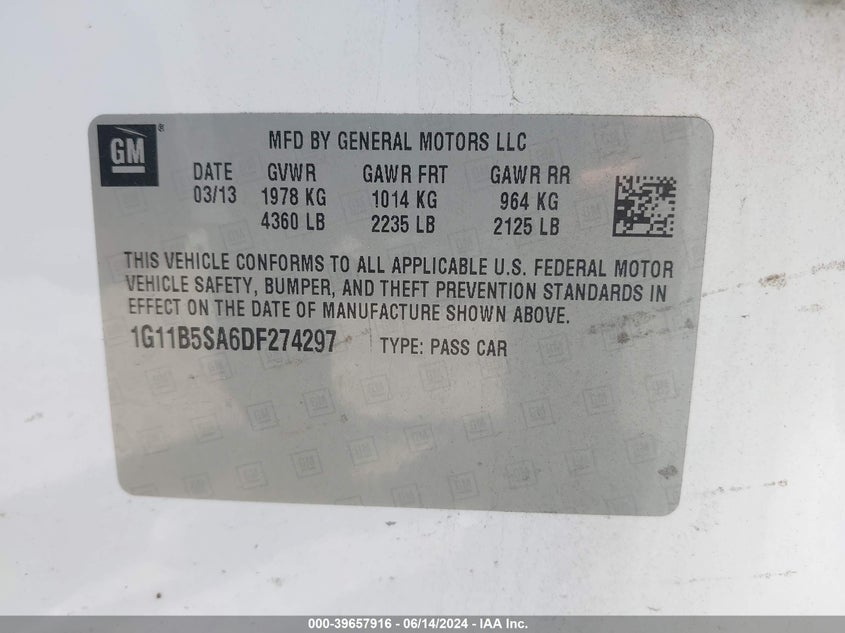 GM ® MFD BY GENERAL MOTORS LLC
DATE GVWR GAWR FRT GAWR RR
03/13 1978 KG 1014 KG 964 KG
4360 LB 2235 LB 2125 LB
THIS VEHICLE CONFORMS TO ALL APPLICABLE U.S. FEDERAL MOTOR
VEHICLE SAFETY, BUMPER, AND THEFT PREVENTION STANDARDS IN
EFFECT ON THE DATE OF MANUFACTURE SHOWN ABOVE.
1G11B5SA6DF274297 TYPE: PASS CAR
000-39657916 - 06/14/2024 - IAA Inc.